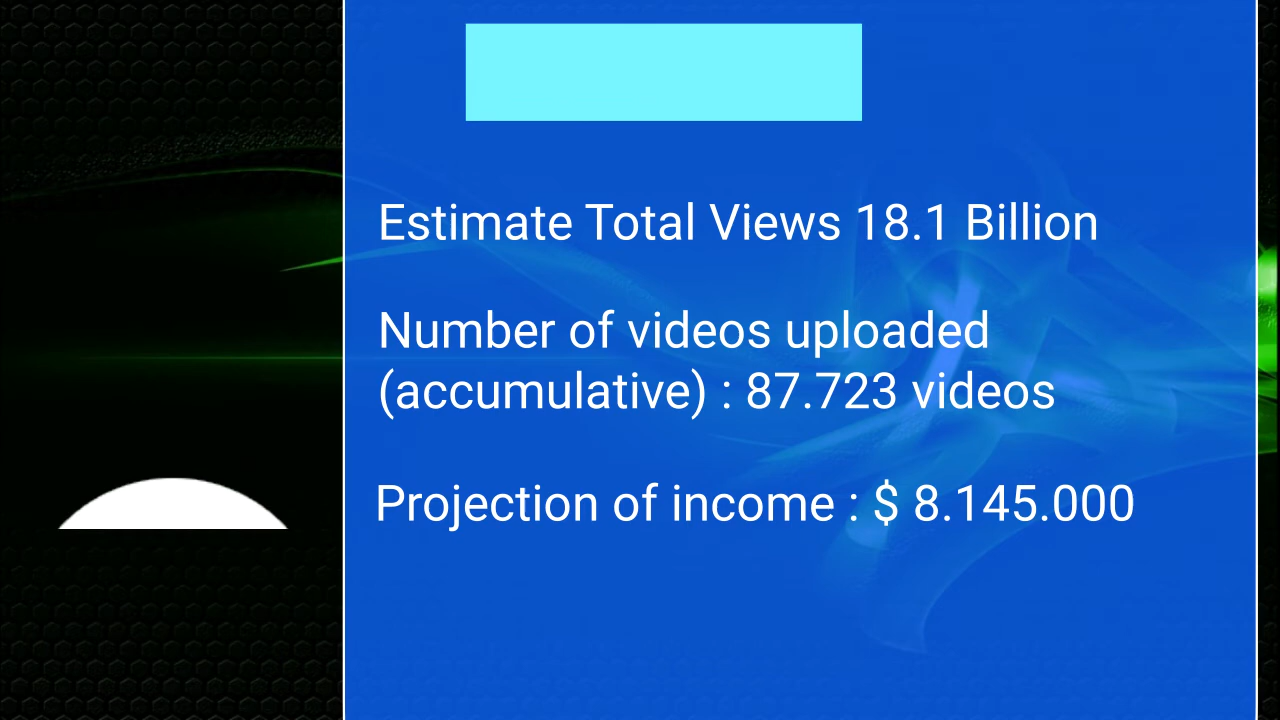 Estimate Total Views 18.1 Billion
Number of videos uploaded
(accumulative) : 87.723 videos
Projection of income : $ 8.145.000